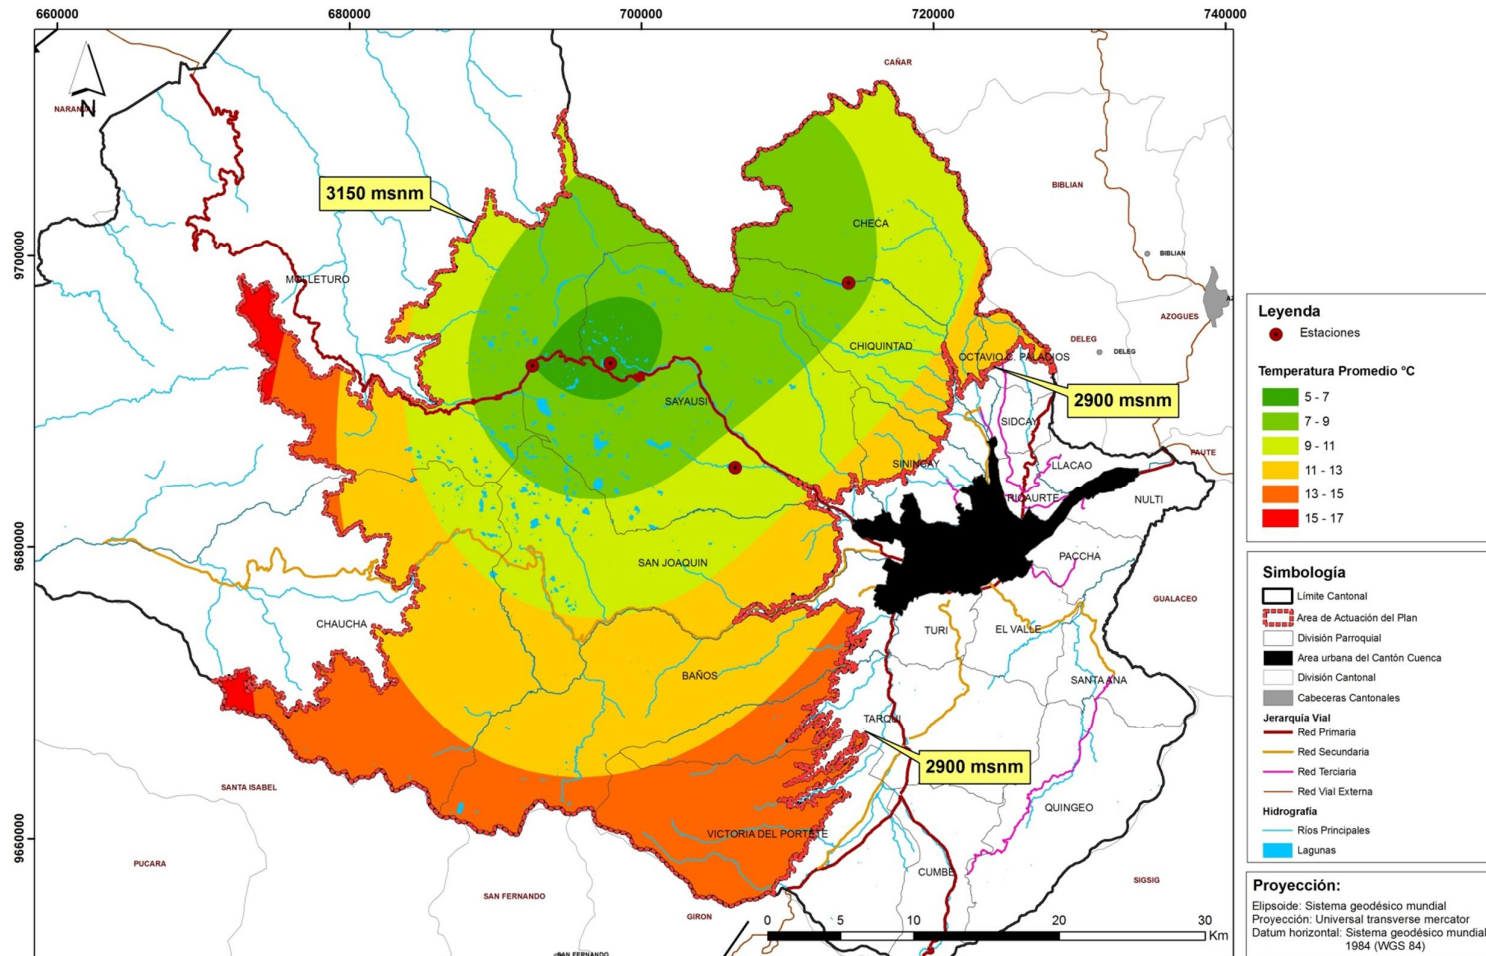 660000
680000
700000
720000
740000
CAÑAR
N
3150 msnm
BIBLIAN
CHECA
9700000
BIBLIAN
MOLLETURO
AZOGUES
CHIQUINTAD
DELEG
DELEG
OCTAVIO C. PALACIOS
SAYAUSI
2900 msnm
SIDCAY
PAUTE
SININCAY
LLACAO
RICAURTE
NULTI
9680000
PACCHA
SAN JOAQUIN
GUALACEO
CHAUCHA
TURI
EL VALLE
BAÑOS
SANTA ANA
TARQUI
2900 msnm
SANTA ISABEL
QUINGEO
9660000
VICTORIA DEL PORTETE
PUCARA
CUMBE
SIGSIG
SAN FERNANDO
GIRON
0 5 10 20 30
Km
SAN FERNANDO
Leyenda
Estaciones
Temperatura Promedio °C
5 - 7
7 - 9
9 - 11
11 - 13
13 - 15
15 - 17
Simbología
Límite Cantonal
Area de Actuación del Plan
División Parroquial
Area urbana del Cantón Cuenca
División Cantonal
Cabeceras Cantonales
Jerarquía Vial
Red Primaria
Red Secundaria
Red Terciaria
Red Vial Externa
Hidrografía
Ríos Principales
Lagunas
Proyección:
Elipsoide: Sistema geodésico mundial
Proyección: Universal transverse mercator
Datum horizontal: Sistema geodésico mundial
1984 (WGS 84)